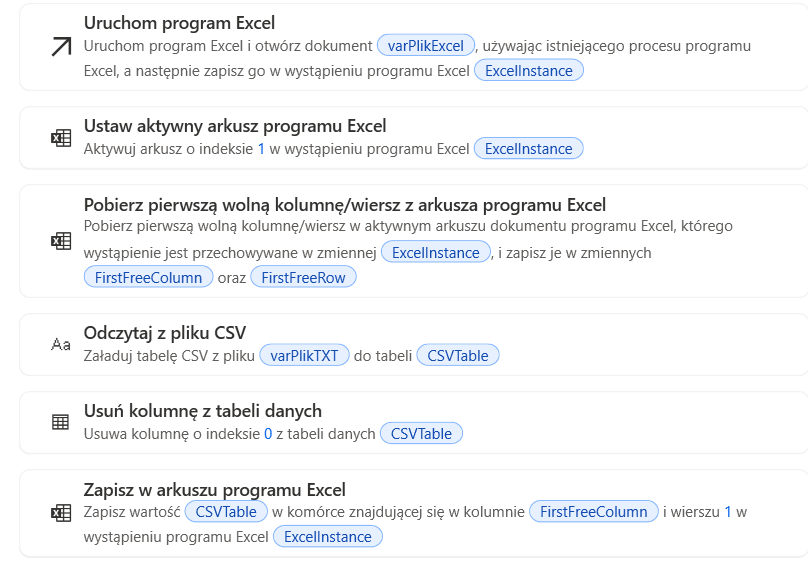 Uruchom program Excel
Uruchom program Excel i otwórz dokument varPlikExcel, używając istniejącego procesu programu
Excel, a następnie zapisz go w wystąpieniu programu Excel ExcelInstance
Ustaw aktywny arkusz programu Excel
Aktywuj arkusz o indeksie 1 w wystąpieniu programu Excel ExcelInstance
Pobierz pierwszą wolną kolumnę/wiersz z arkusza programu Excel
Pobierz pierwszą wolną kolumnę/wiersz w aktywnym arkuszu dokumentu programu Excel, którego
wystąpienie jest przechowywane w zmiennej ExcelInstance, i zapisz je w zmiennych
FirstFreeColumn oraz FirstFreeRow
Odczytaj z pliku CSV
Aa
Załaduj tabelę CSV z pliku varPlikTXT do tabeli CSVTable
Usuń kolumnę z tabeli danych
Usuwa kolumnę o indeksie 0 z tabeli danych CSVTable
Zapisz w arkuszu programu Excel
Zapisz wartość CSVTable w komórce znajdującej się w kolumnie FirstFreeColumn i wierszu 1 w
wystąpieniu programu Excel ExcelInstance